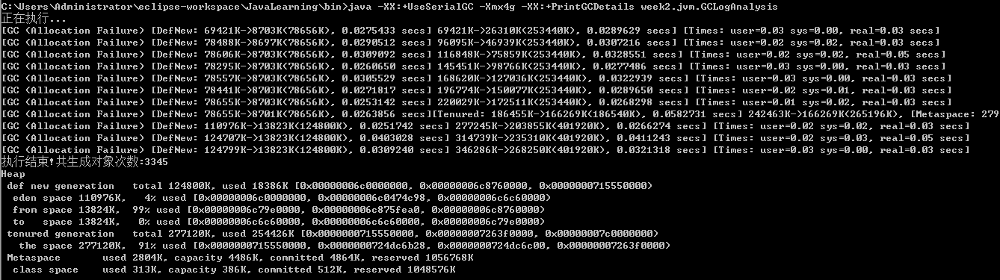 C:\Users\Administrator\eclipse-workspace\JavaLearning\bin>java -XX:+UseSerialGC -Xmx4g -XX:+PrintGCDetails week2.jvm.GCLogAnalysis
正在执行...
[GC (Allocation Failure) [DefNew: 69421K->8703K(78656K), 0.0275433 secs] 69421K->26310K(253440K), 0.0289629 secs] [Times: user=0.03 sys=0.00, real=0.03 secs]
[GC (Allocation Failure) [DefNew: 78488K->8697K(78656K), 0.0290512 secs] 96095K->46939K(253440K), 0.0307216 secs] [Times: user=0.02 sys=0.02, real=0.03 secs]
[GC (Allocation Failure) [DefNew: 78606K->8703K(78656K), 0.0309092 secs] 116848K->75859K(253440K), 0.0328551 secs] [Times: user=0.02 sys=0.02, real=0.05 secs]
[GC (Allocation Failure) [DefNew: 78295K->8703K(78656K), 0.0260650 secs] 145451K->98766K(253440K), 0.0277486 secs] [Times: user=0.03 sys=0.00, real=0.03 secs]
[GC (Allocation Failure) [DefNew: 78557K->8703K(78656K), 0.0305529 secs] 168620K->127036K(253440K), 0.0322939 secs] [Times: user=0.03 sys=0.00, real=0.03 secs]
[GC (Allocation Failure) [DefNew: 78441K->8703K(78656K), 0.0271817 secs] 196774K->150077K(253440K), 0.0289650 secs] [Times: user=0.02 sys=0.01, real=0.03 secs]
[GC (Allocation Failure) [DefNew: 78655K->8703K(78656K), 0.0253142 secs] 220029K->172511K(253440K), 0.0268298 secs] [Times: user=0.01 sys=0.02, real=0.03 secs]
[GC (Allocation Failure) [DefNew: 78655K->8701K(78656K), 0.0263856 secs][Tenured: 186455K->166269K(186540K), 0.0582731 secs] 242463K->166269K(265196K), [Metaspace: 279
[GC (Allocation Failure) [DefNew: 110976K->13823K(124800K), 0.0251742 secs] 277245K->203855K(401920K), 0.0266274 secs] [Times: user=0.02 sys=0.02, real=0.03 secs]
[GC (Allocation Failure) [DefNew: 124707K->13823K(124800K), 0.0403028 secs] 314739K->235310K(401920K), 0.0411243 secs] [Times: user=0.02 sys=0.03, real=0.05 secs]
[GC (Allocation Failure) [DefNew: 124799K->13823K(124800K), 0.0309240 secs] 346286K->268250K(401920K), 0.0321318 secs] [Times: user=0.03 sys=0.00, real=0.03 secs]
执行结束!共生成对象次数:3345
Heap
 def new generation   total 124800K, used 18386K [0x00000006c0000000, 0x00000006c8760000, 0x0000000715550000)
  eden space 110976K,   4% used [0x00000006c0000000, 0x00000006c0474c98, 0x00000006c6c60000)
  from space 13824K,  99% used [0x00000006c79e0000, 0x00000006c875fea0, 0x00000006c8760000)
  to   space 13824K,   0% used [0x00000006c6c60000, 0x00000006c6c60000, 0x00000006c79e0000)
 tenured generation   total 277120K, used 254426K [0x0000000715550000, 0x00000007263f0000, 0x00000007c0000000)
   the space 277120K,  91% used [0x0000000715550000, 0x0000000724dc6b28, 0x0000000724dc6c00, 0x00000007263f0000)
 Metaspace       used 2804K, capacity 4486K, committed 4864K, reserved 1056768K
  class space    used 313K, capacity 386K, committed 512K, reserved 1048576K